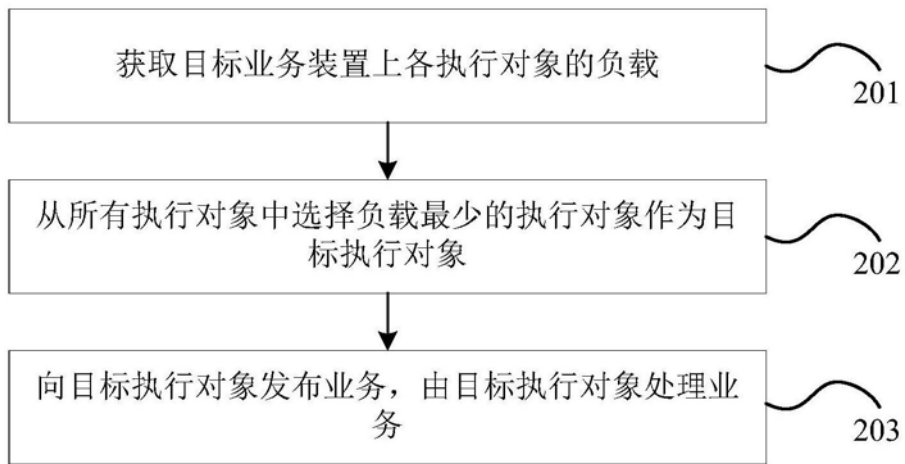 获取目标业务装置上各执行对象的负载
201
从所有执行对象中选择负载最少的执行对象作为目
标执行对象
202
向目标执行对象发布业务，由目标执行对象处理业
务
203